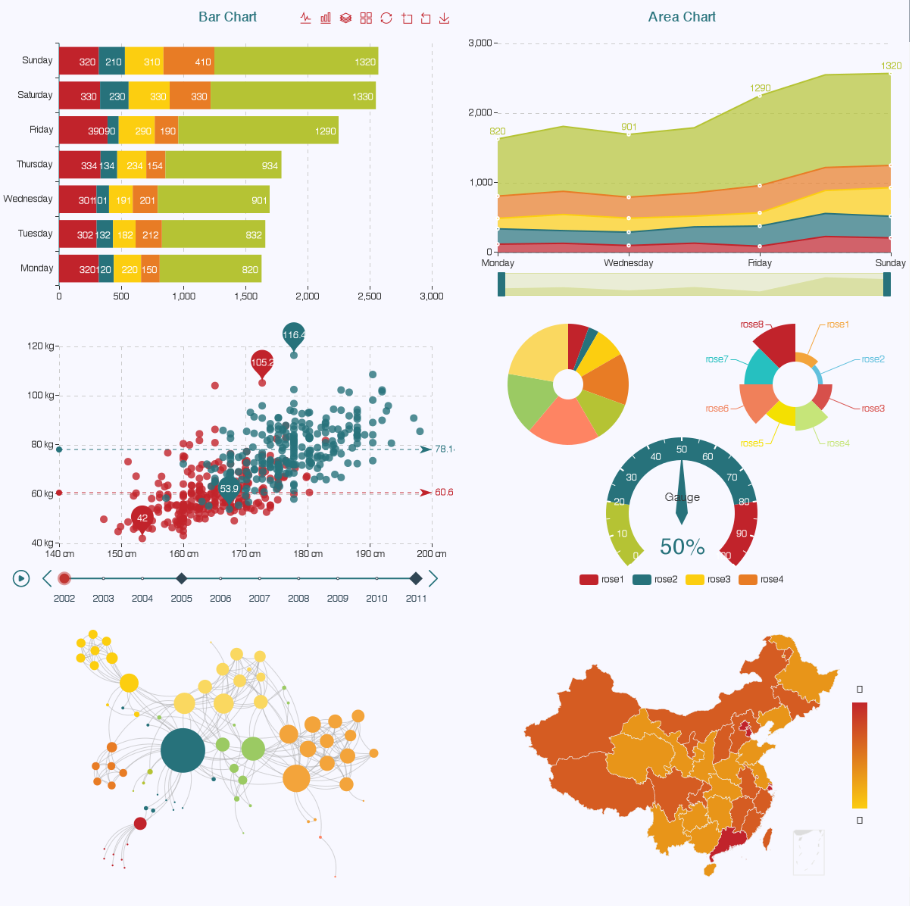 Bar Chart
Area Chart
Sunday 320 210 310 410 1320
Saturday 330 230 330 330 1330
Friday 390 90 290 190 1290
Thursday 334 134 234 154 934
Wednesday 301 101 191 201 901
Tuesday 302 132 182 212 832
Monday 320 120 220 150 820
0 500 1,000 1,500 2,000 2,500 3,000
3,000
2,000
1,000
0
820 901 1290 1320
Monday Wednesday Friday Sunday
120 kg
100 kg
80 kg
60 kg
40 kg
116.4
105.2
78.1
60.6
53.9
42
140 cm 150 cm 160 cm 170 cm 180 cm 190 cm 200 cm
2002 2003 2004 2005 2006 2007 2008 2009 2010 2011
rose8 rose1
rose7 rose2
rose6 rose3
rose5 rose4
10 20 30 40 50 60 70 80 90
Gauge
50%
rose1 rose2 rose3 rose4